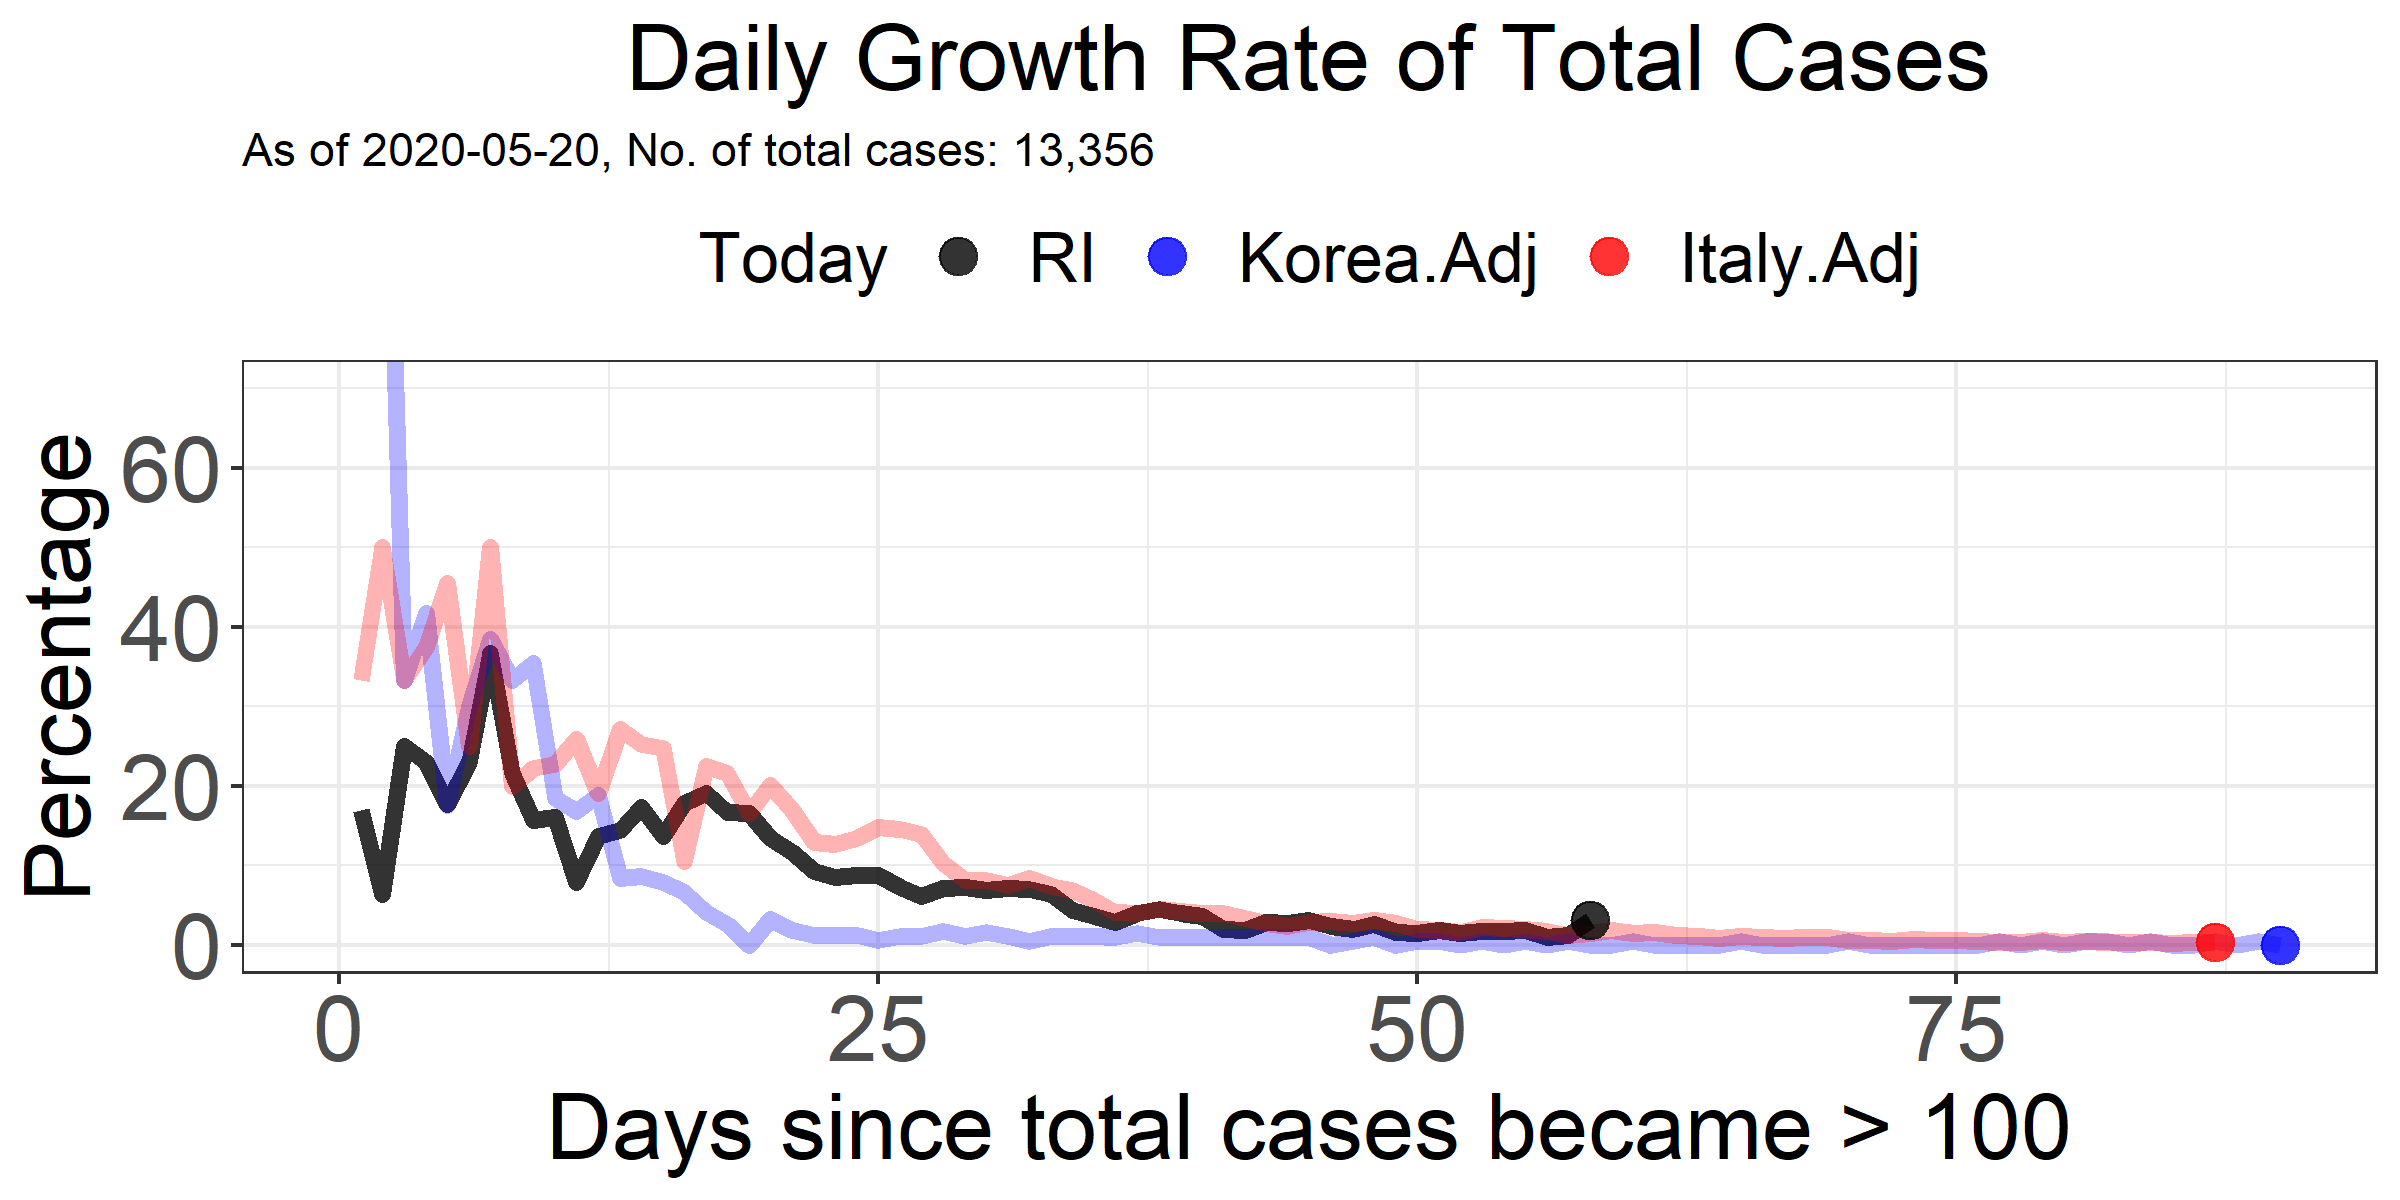 Daily Growth Rate of Total Cases
As of 2020-05-20, No. of total cases: 13,356
Today RI Korea.Adj Italy.Adj
Percentage
60
40
20
0
0 25 50 75
Days since total cases became > 100